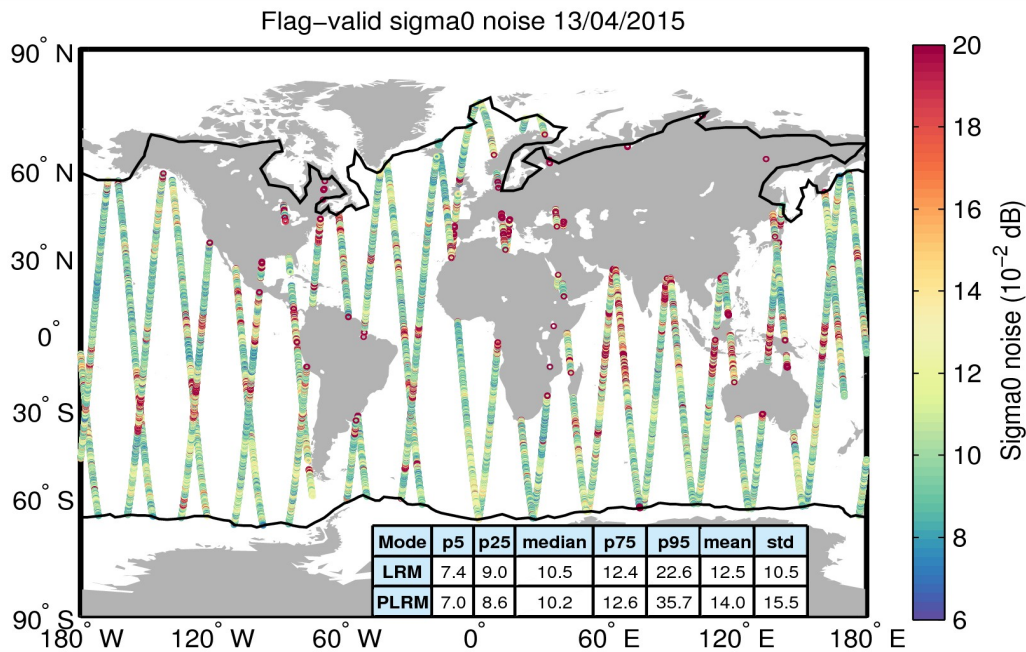 Flag−valid sigma0 noise 13/04/2015
90° N
60° N
30° N
0°
30° S
60° S
90° S
180° W
120° W
60° W
0°
60° E
120° E
180° E
Mode p5 p25 median p75 p95 mean std
LRM 7.4 9.0 10.5 12.4 22.6 12.5 10.5
PLRM 7.0 8.6 10.2 12.6 35.7 14.0 15.5
20
18
16
14
12
10
8
6
Sigma0 noise (10⁻² dB)